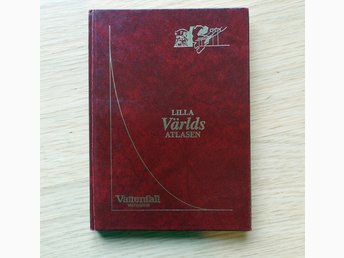 LILLA
Världs
ATLASEN
Vattenfall